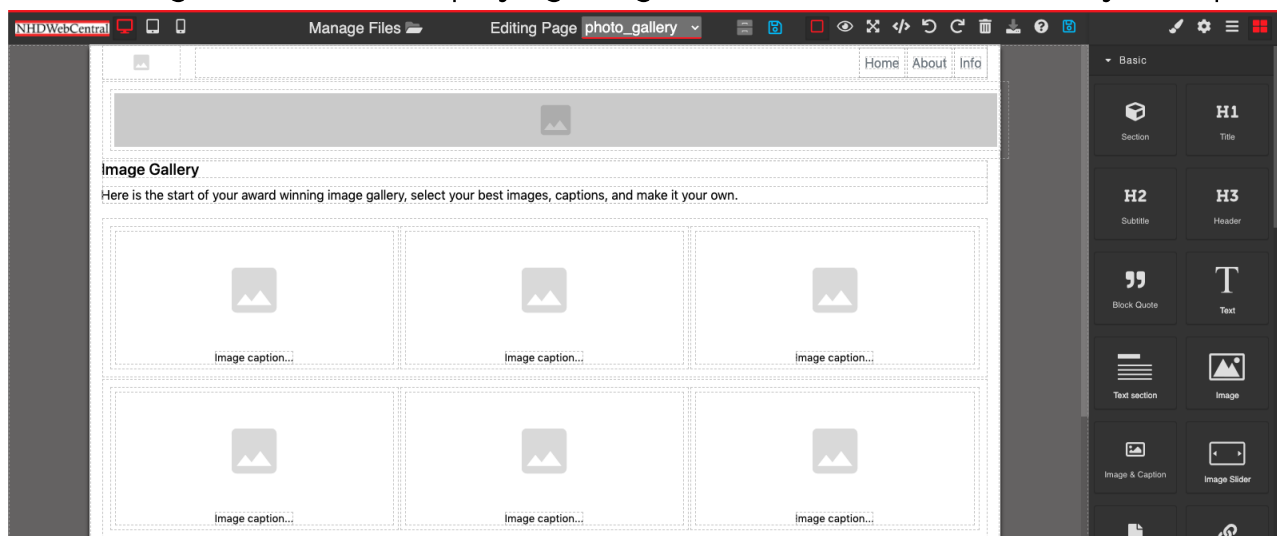 NHDWebCentral Manage Files Editing Page photo_gallery
Basic
Home About Info
Section
H1
Title
Image Gallery
Here is the start of your award winning image gallery, select your best images, captions, and make it your own.
H2
Subtitle
H3
Header
Block Quote
T
Text
Image caption... Image caption... Image caption...
Text section
Image
Image & Caption
Image Slider
Image caption... Image caption... Image caption...